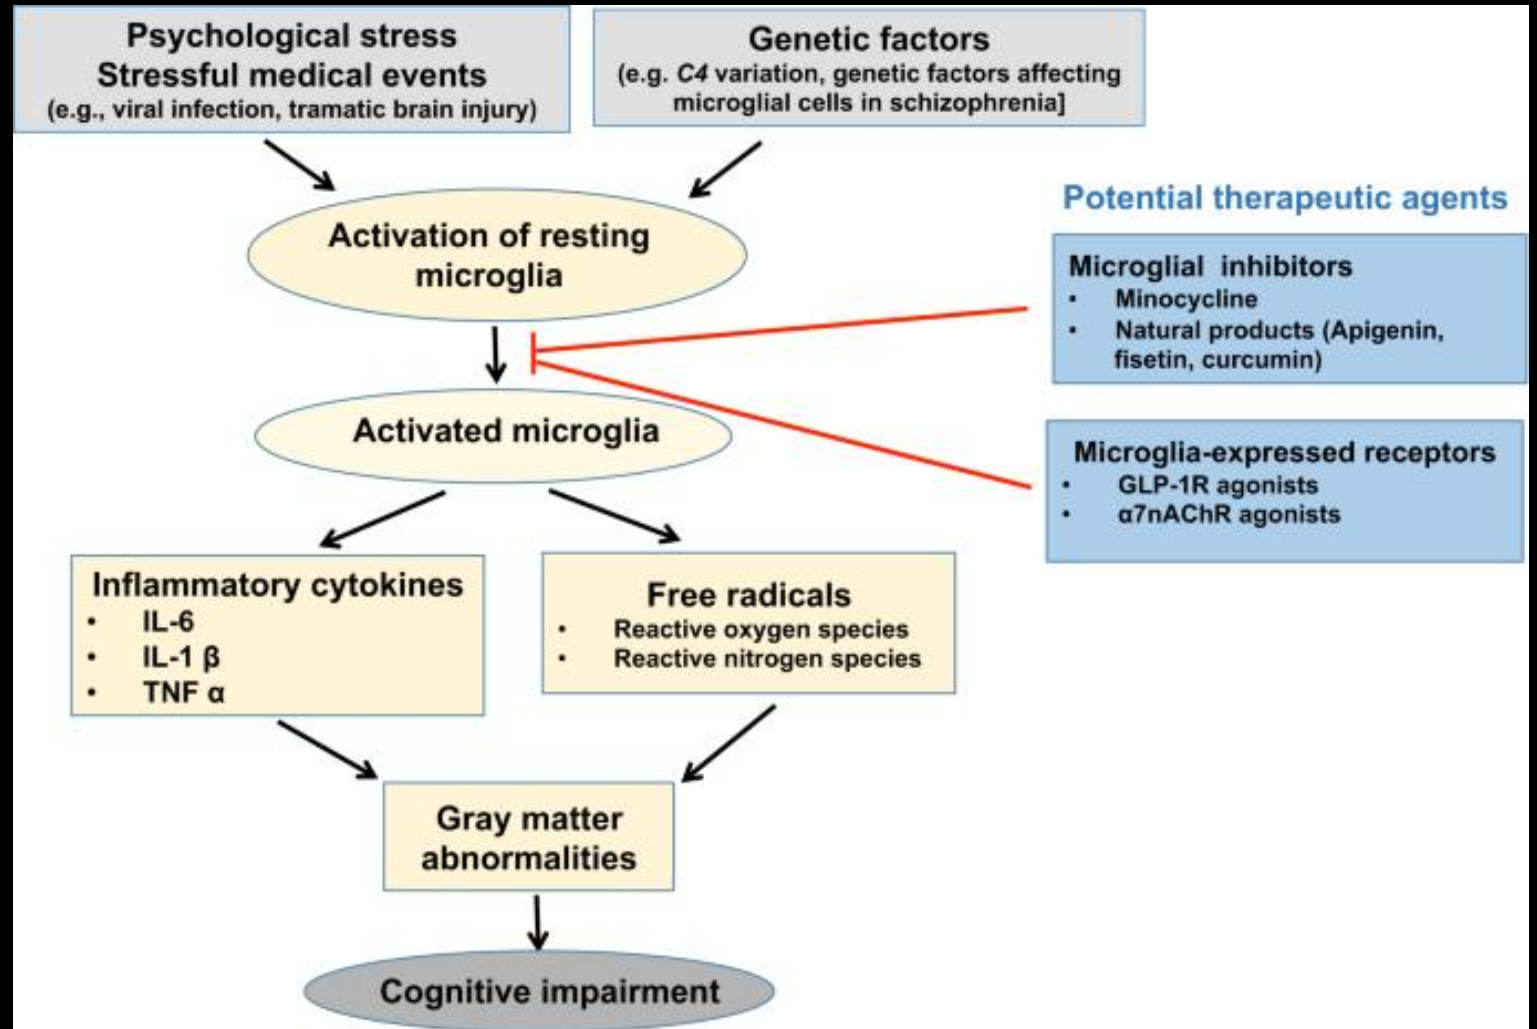 Psychological stress
Stressful medical events
(e.g., viral infection, tramatic brain injury)
Genetic factors
(e.g. C4 variation, genetic factors affecting
microglial cells in schizophrenia]
Activation of resting
microglia
Potential therapeutic agents
Microglial inhibitors
• Minocycline
• Natural products (Apigenin,
fisetin, curcumin)
Activated microglia
Microglia-expressed receptors
• GLP-1R agonists
• α7nAChR agonists
Inflammatory cytokines
• IL-6
• IL-1 β
• TNF α
Free radicals
• Reactive oxygen species
• Reactive nitrogen species
Gray matter
abnormalities
Cognitive impairment